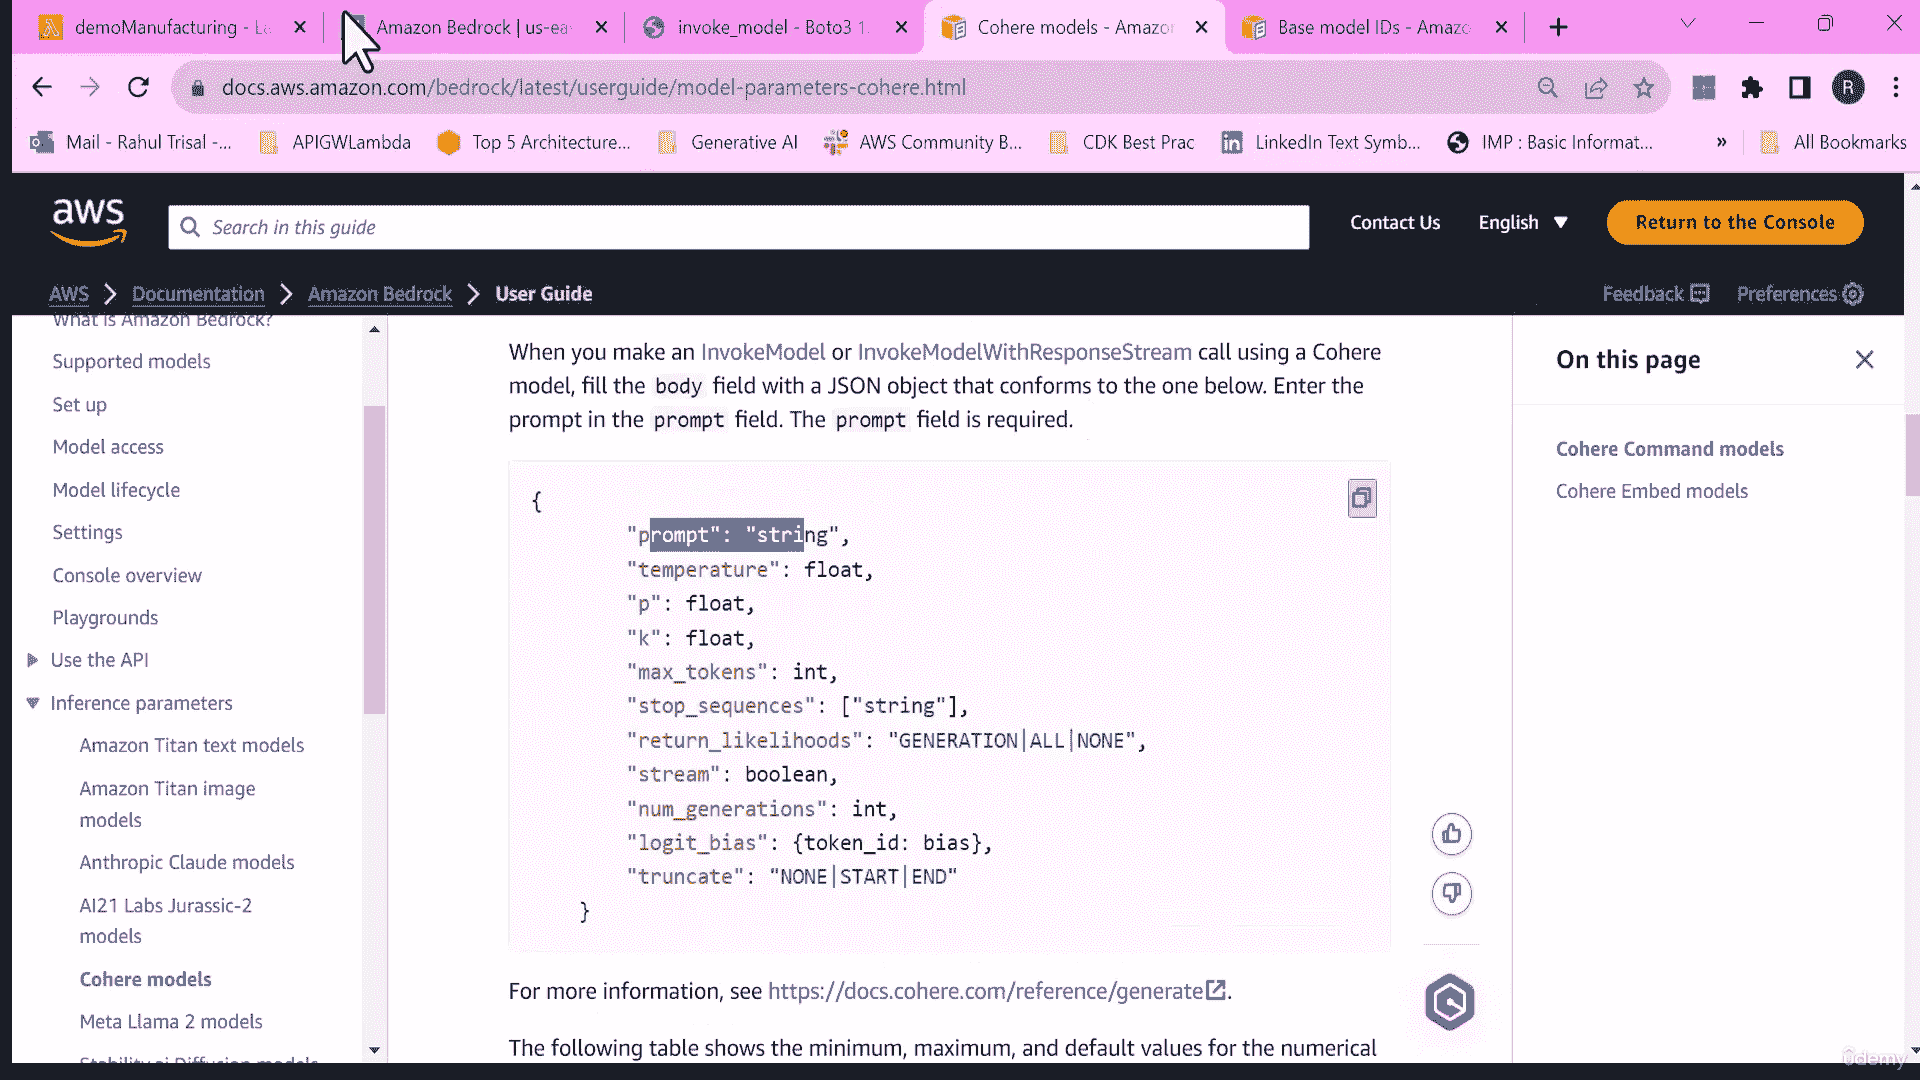 demoManufacturing - La
Amazon Bedrock | us-ea
invoke_model - Boto3 1.
Cohere models - Amazon
Base model IDs - Amazo
docs.aws.amazon.com/bedrock/latest/userguide/model-parameters-cohere.html
R
Mail - Rahul Trisal -...
APIGWLambda
Top 5 Architecture...
Generative AI
AWS Community B...
CDK Best Prac
LinkedIn Text Symb...
IMP : Basic Informat...
»
All Bookmarks
aws
Search in this guide
Contact Us
English
Return to the Console
AWS
Documentation
Amazon Bedrock
User Guide
Feedback
Preferences
What is Amazon Bedrock?
Supported models
Set up
Model access
Model lifecycle
Settings
Console overview
Playgrounds
Use the API
Inference parameters
Amazon Titan text models
Amazon Titan image
models
Anthropic Claude models
AI21 Labs Jurassic-2
models
Cohere models
Meta Llama 2 models
Stability.ai Diffusion models
When you make an InvokeModel or InvokeModelWithResponseStream call using a Cohere
model, fill the body field with a JSON object that conforms to the one below. Enter the
prompt in the prompt field. The prompt field is required.
{
"prompt": "string",
"temperature": float,
"p": float,
"k": float,
"max_tokens": int,
"stop_sequences": ["string"],
"return_likelihoods": "GENERATION|ALL|NONE",
"stream": boolean,
"num_generations": int,
"logit_bias": {token_id: bias},
"truncate": "NONE|START|END"
}
For more information, see https://docs.cohere.com/reference/generate.
The following table shows the minimum, maximum, and default values for the numerical
On this page
Cohere Command models
Cohere Embed models
Udemy